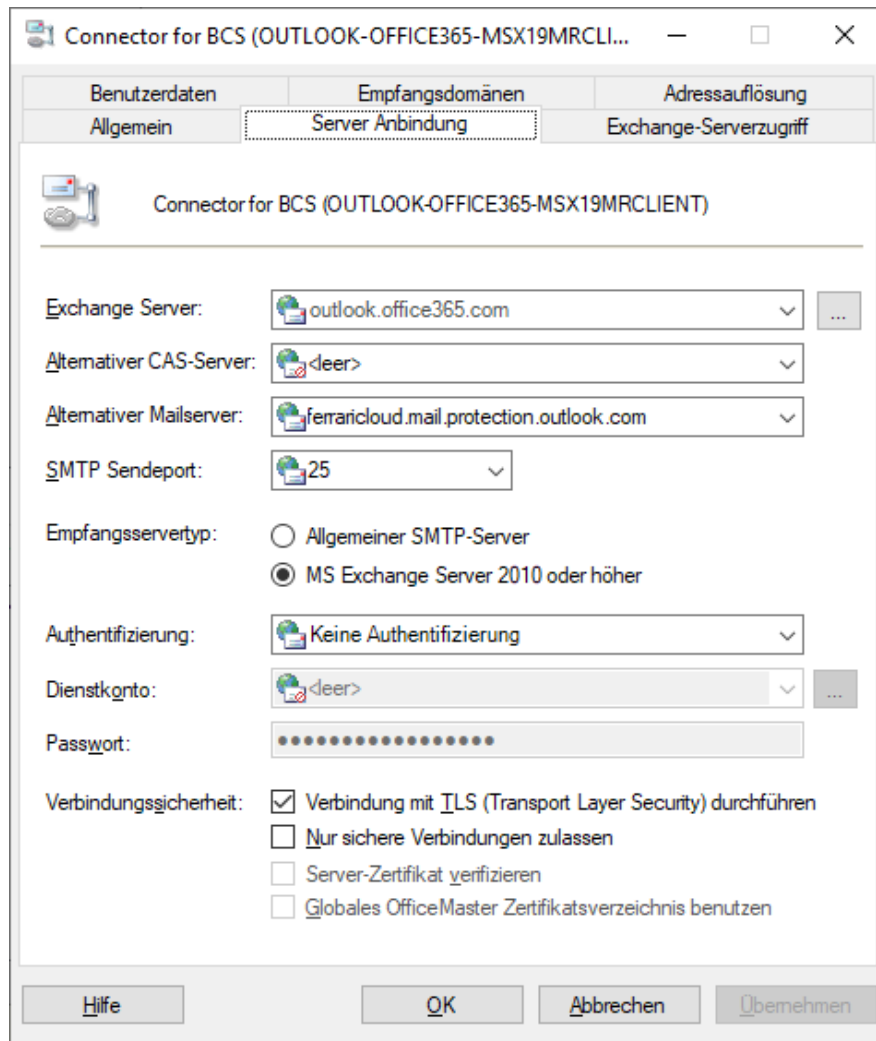 Connector for BCS (OUTLOOK-OFFICE365-MSX19MRCLI...
Benutzerdaten Empfangsdomänen Adressauflösung
Allgemein Server Anbindung Exchange-Serverzugriff
Connector for BCS (OUTLOOK-OFFICE365-MSX19MRCLIENT)
Exchange Server: outlook.office365.com ...
Alternativer CAS-Server: <leer>
Alternativer Mailserver: ferraricloud.mail.protection.outlook.com
SMTP Sendeport: 25
Empfangsservertyp: Allgemeiner SMTP-Server
MS Exchange Server 2010 oder höher
Authentifizierung: Keine Authentifizierung
Dienstkonto: <leer> ...
Passwort: ●●●●●●●●●●●●●●●●●
Verbindungssicherheit: Verbindung mit TLS (Transport Layer Security) durchführen
Nur sichere Verbindungen zulassen
Server-Zertifikat verifizieren
Globales OfficeMaster Zertifikatsverzeichnis benutzen
Hilfe OK Abbrechen Übernehmen